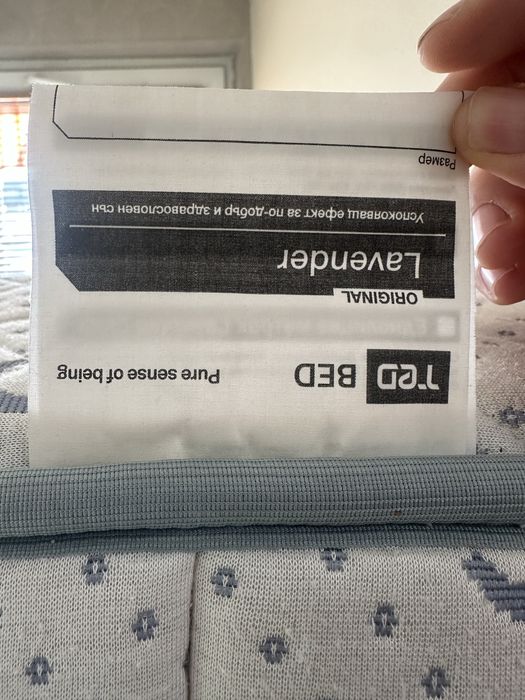 TED BED Pure sense of being
ORIGINAL
Lavender
Успокояващ ефект за по-добър и здравословен сън
Размер